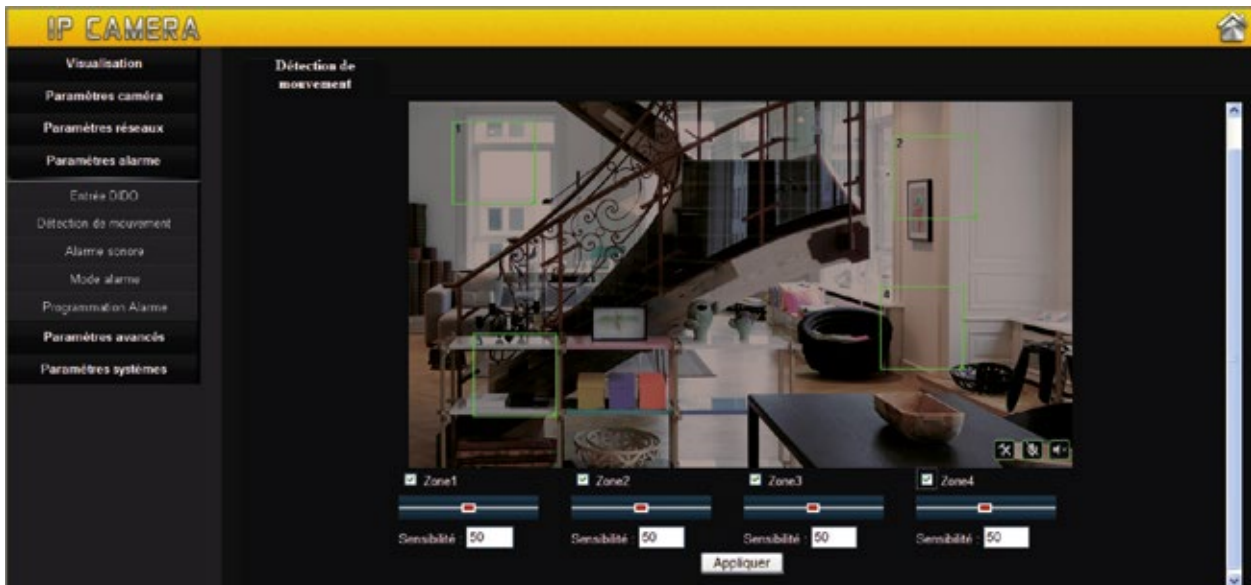 IP CAMERA
Visualisation
Paramètres caméra
Paramètres réseaux
Paramètres alarme
Entrée DIDO
Détection de mouvement
Alarme sonore
Mode alarme
Programmation Alarme
Paramètres avancés
Paramètres systèmes
Détection de
mouvement
1
2
3
4
Zone1
Zone2
Zone3
Zone4
Sensibilité : 50
Sensibilité : 50
Sensibilité : 50
Sensibilité : 50
Appliquer